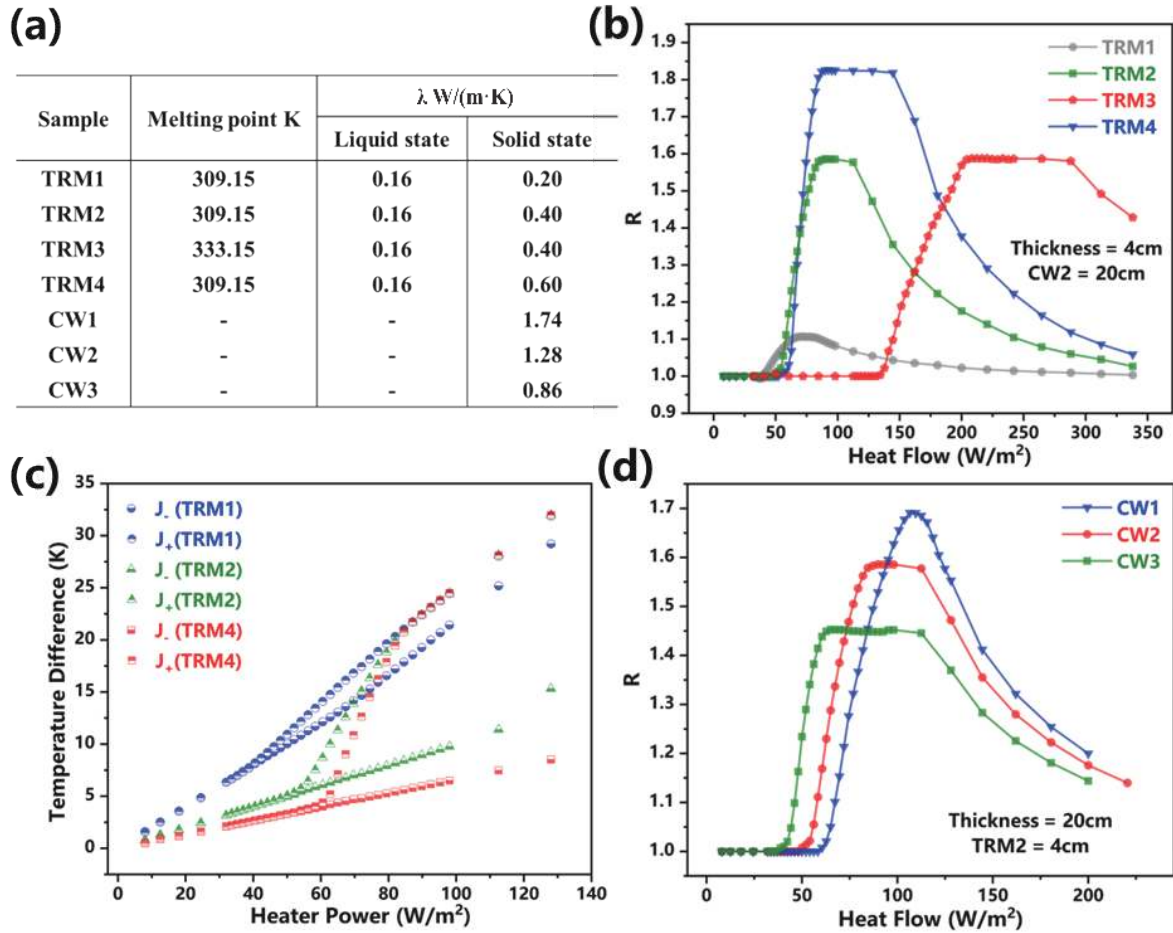 (a)
Sample Melting point K λ W/(m·K)
Liquid state Solid state
TRM1 309.15 0.16 0.20
TRM2 309.15 0.16 0.40
TRM3 333.15 0.16 0.40
TRM4 309.15 0.16 0.60
CW1 - - 1.74
CW2 - - 1.28
CW3 - - 0.86
(b)
1.9
1.8
1.7
1.6
1.5
1.4
1.3
1.2
1.1
1.0
0.9
R
TRM1
TRM2
TRM3
TRM4
Thickness = 4cm
CW2 = 20cm
0 50 100 150 200 250 300 350
Heat Flow (W/m²)
(c)
35
30
25
20
15
10
5
0
Temperature Difference (K)
J- (TRM1)
J+(TRM1)
J- (TRM2)
J+(TRM2)
J- (TRM4)
J+(TRM4)
0 20 40 60 80 100 120 140
Heater Power (W/m²)
(d)
1.7
1.6
1.5
1.4
1.3
1.2
1.1
1.0
R
CW1
CW2
CW3
Thickness = 20cm
TRM2 = 4cm
0 50 100 150 200
Heat Flow (W/m²)